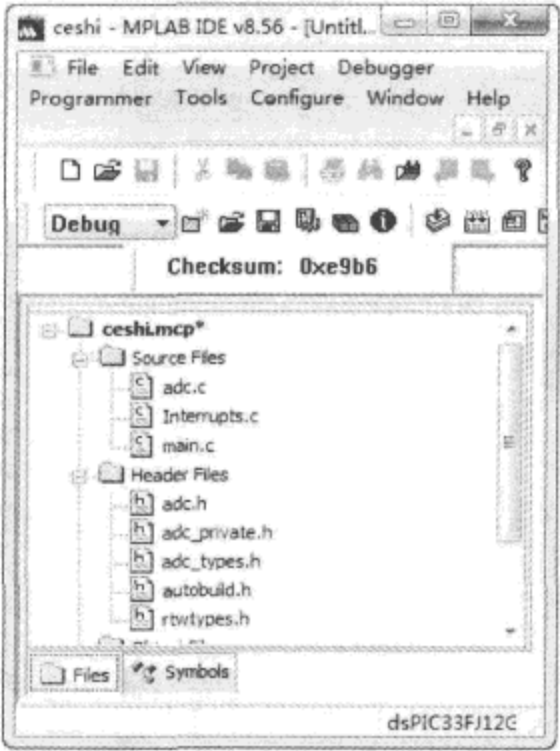 ceshi - MPLAB IDE v8.56 - [Untitl...
File Edit View Project Debugger
Programmer Tools Configure Window Help
Debug
Checksum: 0xe9b6
ceshi.mcp*
Source Files
adc.c
Interrupts.c
main.c
Header Files
adc.h
adc_private.h
adc_types.h
autobuild.h
rtwtypes.h
Files Symbols
dsPIC33FJ12G